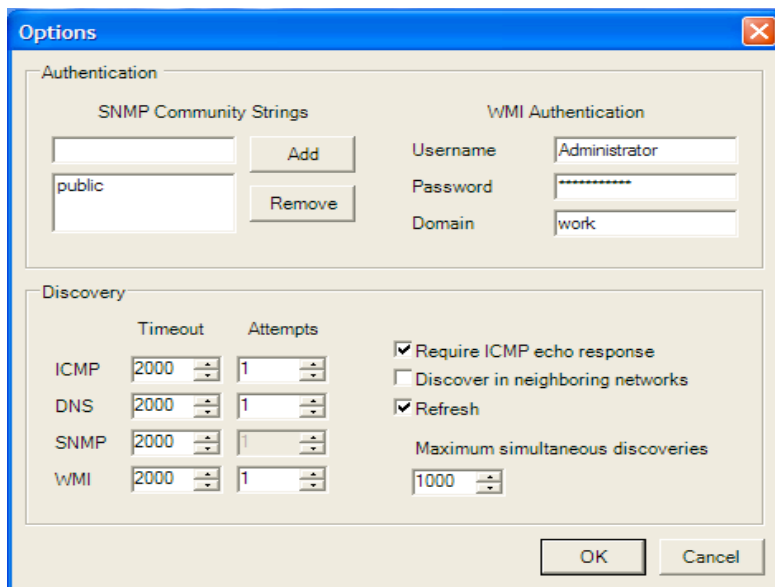 Options
Authentication
SNMP Community Strings
WMI Authentication
Add
Username Administrator
public
Remove
Password ***********
Domain work
Discovery
Timeout Attempts
ICMP 2000 1
DNS 2000 1
SNMP 2000 1
WMI 2000 1
Require ICMP echo response
Discover in neighboring networks
Refresh
Maximum simultaneous discoveries
1000
OK Cancel